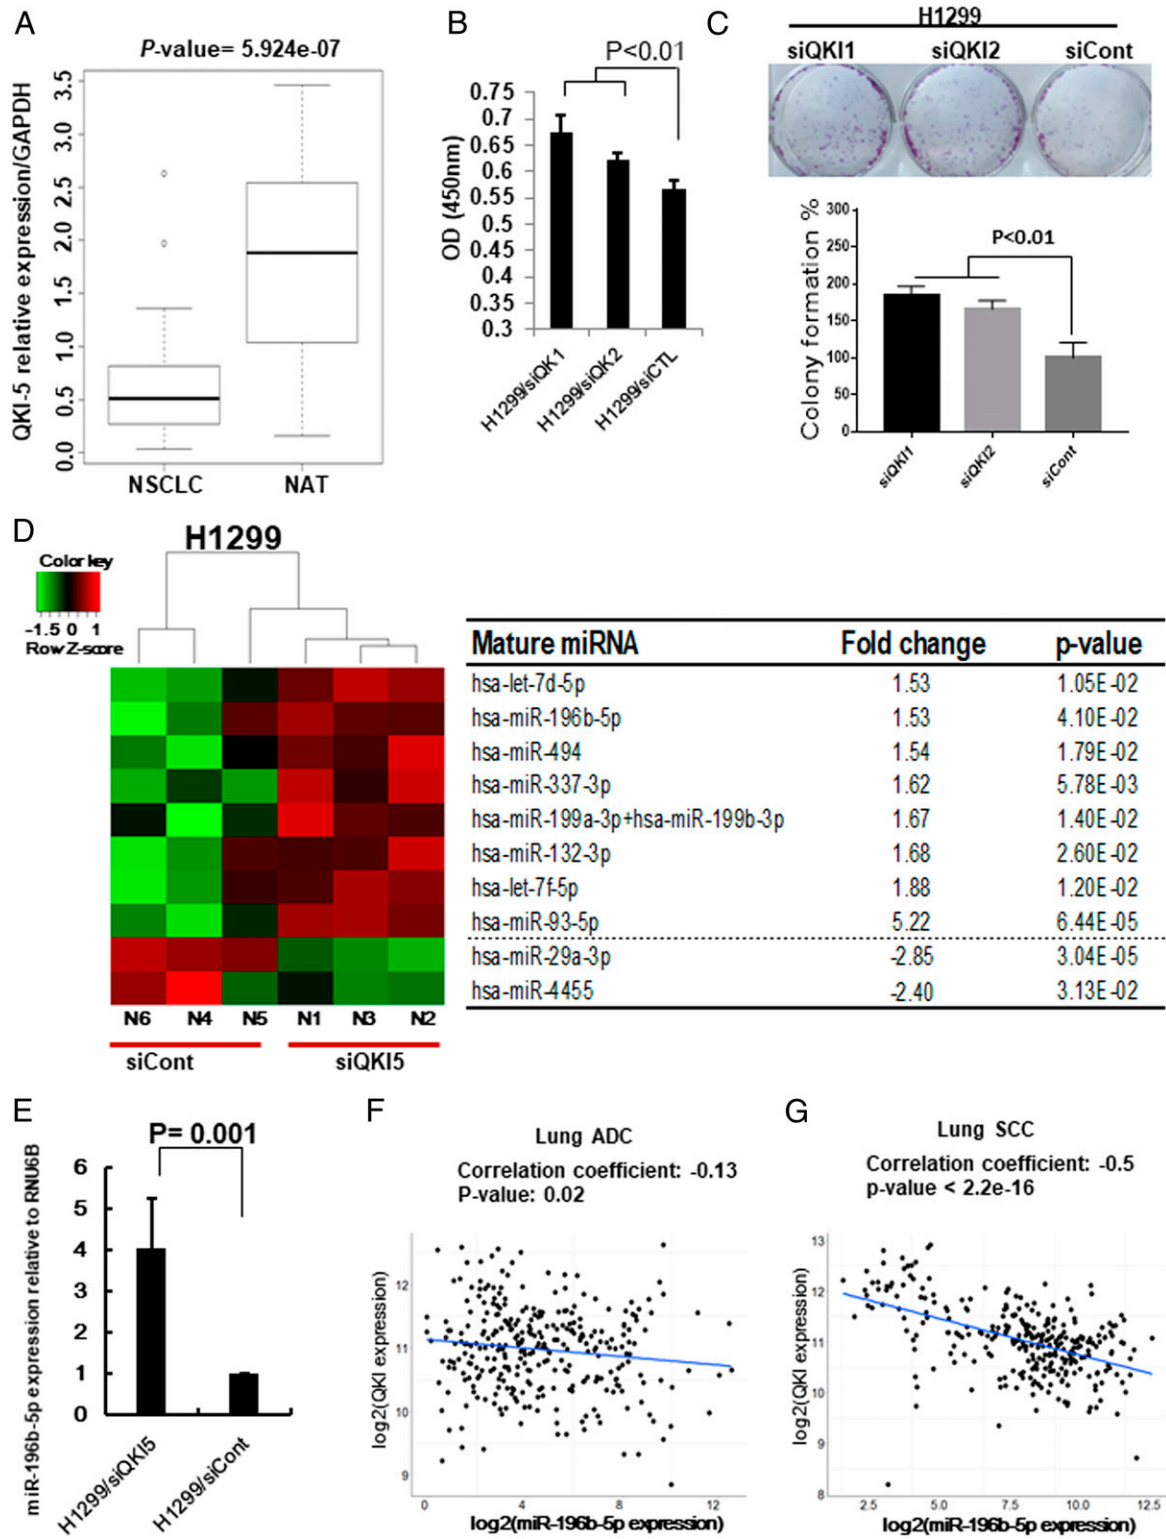 A
P-value= 5.924e-07
QKI-5 relative expression/GAPDH
3.5
3.0
2.5
2.0
1.5
1.0
0.5
0.0
NSCLC
NAT
B
P<0.01
OD (450nm)
0.75
0.7
0.65
0.6
0.55
0.5
0.45
0.4
0.35
0.3
H1299/siQK1
H1299/siQK2
H1299/siCTL
C
H1299
siQKI1 siQKI2 siCont
Colony formation %
300
250
200
150
100
50
0
P<0.01
siQKI1
siQKI2
siCont
D
H1299
Color key
-1.5 0 1
Row Z-score
N6 N4 N5 N1 N3 N2
siCont siQKI5
Mature miRNA Fold change p-value
hsa-let-7d-5p 1.53 1.05E-02
hsa-miR-196b-5p 1.53 4.10E-02
hsa-miR-494 1.54 1.79E-02
hsa-miR-337-3p 1.62 5.78E-03
hsa-miR-199a-3p+hsa-miR-199b-3p 1.67 1.40E-02
hsa-miR-132-3p 1.68 2.60E-02
hsa-let-7f-5p 1.88 1.20E-02
hsa-miR-93-5p 5.22 6.44E-05
hsa-miR-29a-3p -2.85 3.04E-05
hsa-miR-4455 -2.40 3.13E-02
E
P= 0.001
miR-196b-5p expression relative to RNU6B
6
5
4
3
2
1
0
H1299/siQKI5
H1299/siCont
F
Lung ADC
Correlation coefficient: -0.13
P-value: 0.02
log2(QKI expression)
12
11
10
9
0 4 8 12
log2(miR-196b-5p expression)
G
Lung SCC
Correlation coefficient: -0.5
p-value < 2.2e-16
log2(QKI expression)
13
12
11
10
9
8
2.5 5.0 7.5 10.0 12.5
log2(miR-196b-5p expression)